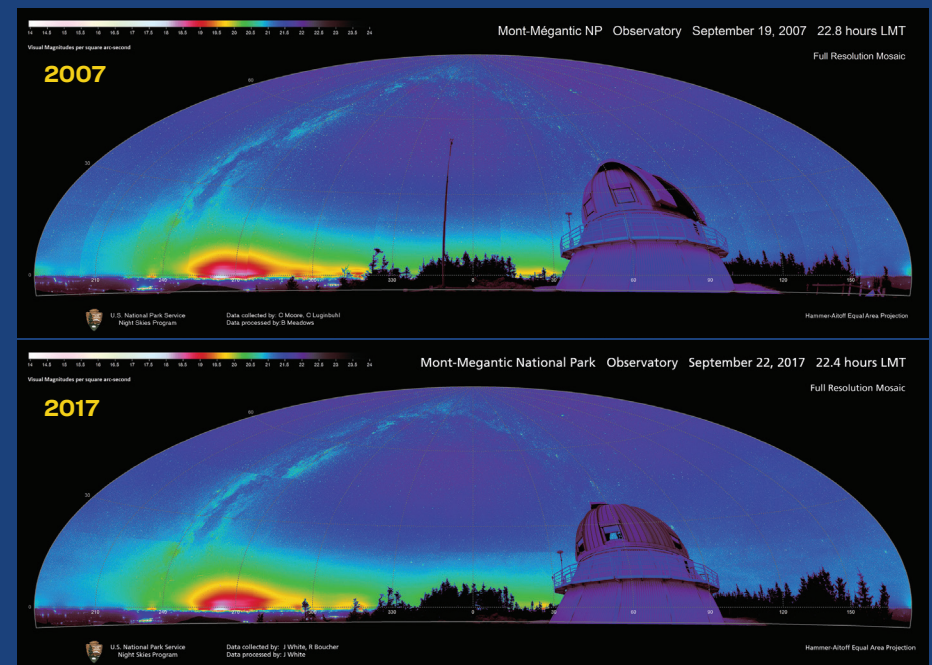 14 14.5 15 15.5 16 16.5 17 17.5 18 18.5 19 19.5 20 20.5 21 21.5 22 22.5 23 23.5 24
Visual Magnitudes per square arc-second
Mont-Mégantic NP Observatory September 19, 2007 22.8 hours LMT
Full Resolution Mosaic
2007
60
30
0 210 240 270 300 330 0 30 60 90 120 150
U.S. National Park Service
Night Skies Program
Data collected by: C Moore, C Luginbuhl
Data processed by:B Meadows
Hammer-Aitoff Equal Area Projection
14 14.5 15 15.5 16 16.5 17 17.5 18 18.5 19 19.5 20 20.5 21 21.5 22 22.5 23 23.5 24
Visual Magnitudes per square arc-second
Mont-Megantic National Park Observatory September 22, 2017 22.4 hours LMT
Full Resolution Mosaic
2017
60
30
0 210 240 270 300 330 0 30 60 90 120 150
U.S. National Park Service
Night Skies Program
Data collected by: J White, R Boucher
Data processed by: J White
Hammer-Aitoff Equal Area Projection